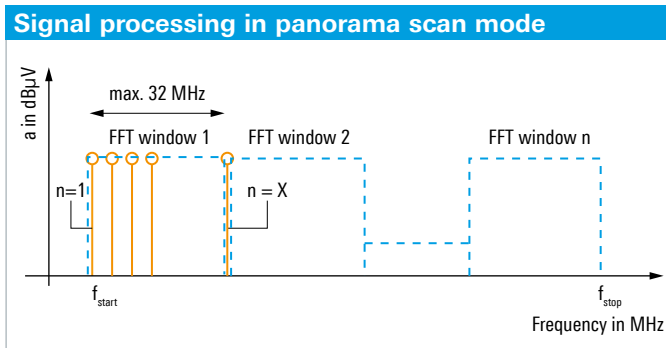 Signal processing in panorama scan mode
a in dBµV
max. 32 MHz
FFT window 1
FFT window 2
FFT window n
n=1
n = X
fstart
fstop
Frequency in MHz